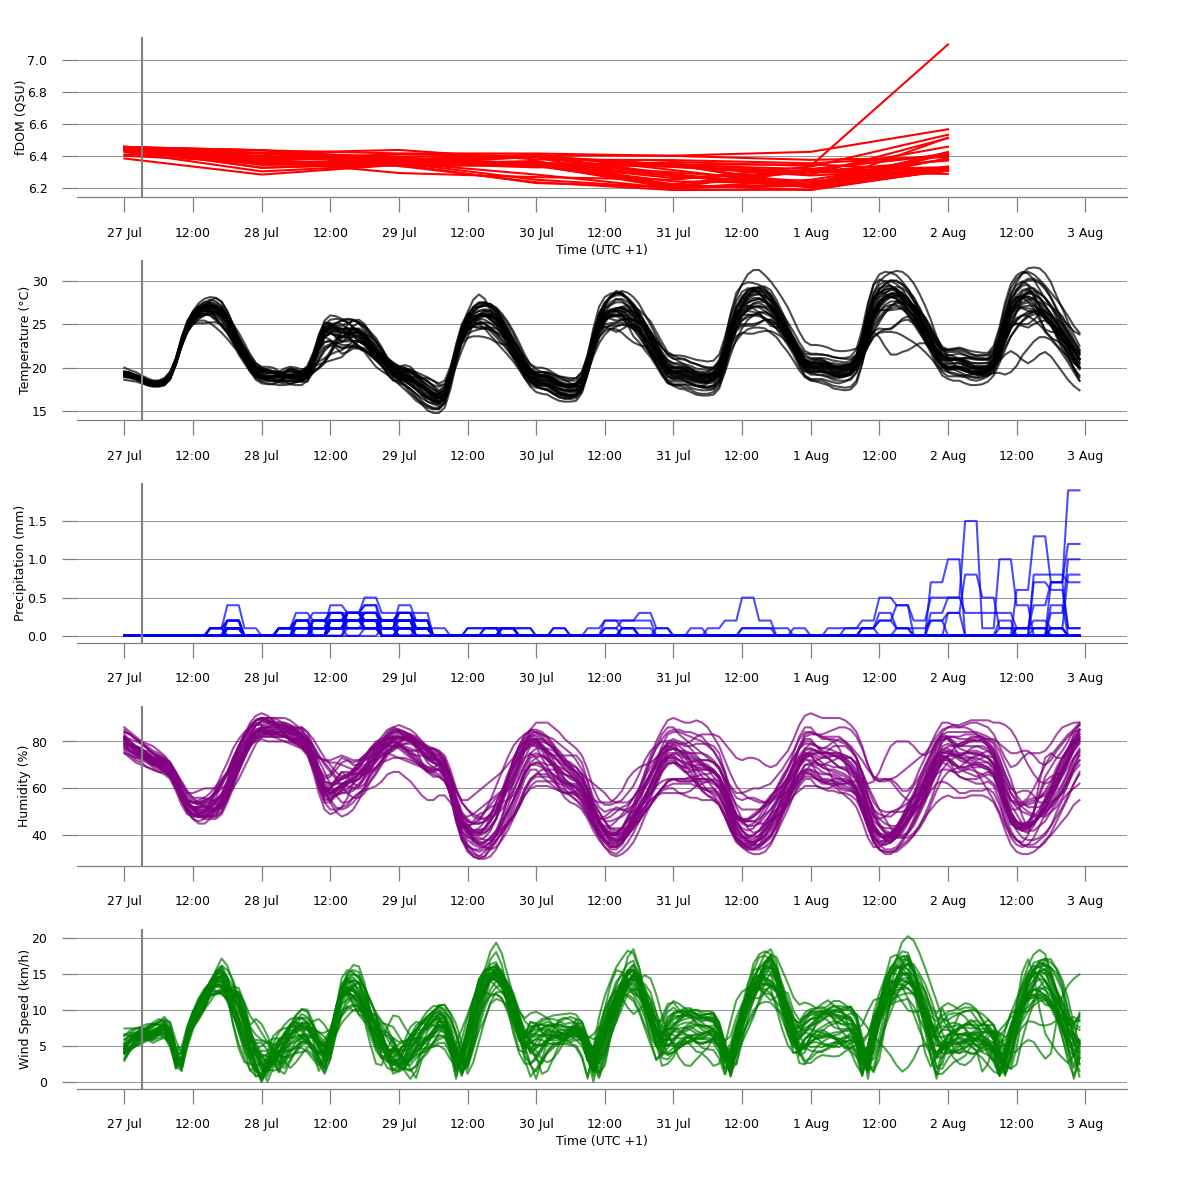 fDOM (QSU)
7.0
6.8
6.6
6.4
6.2
27 Jul 12:00 28 Jul 12:00 29 Jul 12:00 30 Jul 12:00 31 Jul 12:00 1 Aug 12:00 2 Aug 12:00 3 Aug
Time (UTC +1)
Temperature (°C)
30
25
20
15
27 Jul 12:00 28 Jul 12:00 29 Jul 12:00 30 Jul 12:00 31 Jul 12:00 1 Aug 12:00 2 Aug 12:00 3 Aug
Precipitation (mm)
1.5
1.0
0.5
0.0
27 Jul 12:00 28 Jul 12:00 29 Jul 12:00 30 Jul 12:00 31 Jul 12:00 1 Aug 12:00 2 Aug 12:00 3 Aug
Humidity (%)
80
60
40
27 Jul 12:00 28 Jul 12:00 29 Jul 12:00 30 Jul 12:00 31 Jul 12:00 1 Aug 12:00 2 Aug 12:00 3 Aug
Wind Speed (km/h)
20
15
10
5
0
27 Jul 12:00 28 Jul 12:00 29 Jul 12:00 30 Jul 12:00 31 Jul 12:00 1 Aug 12:00 2 Aug 12:00 3 Aug
Time (UTC +1)